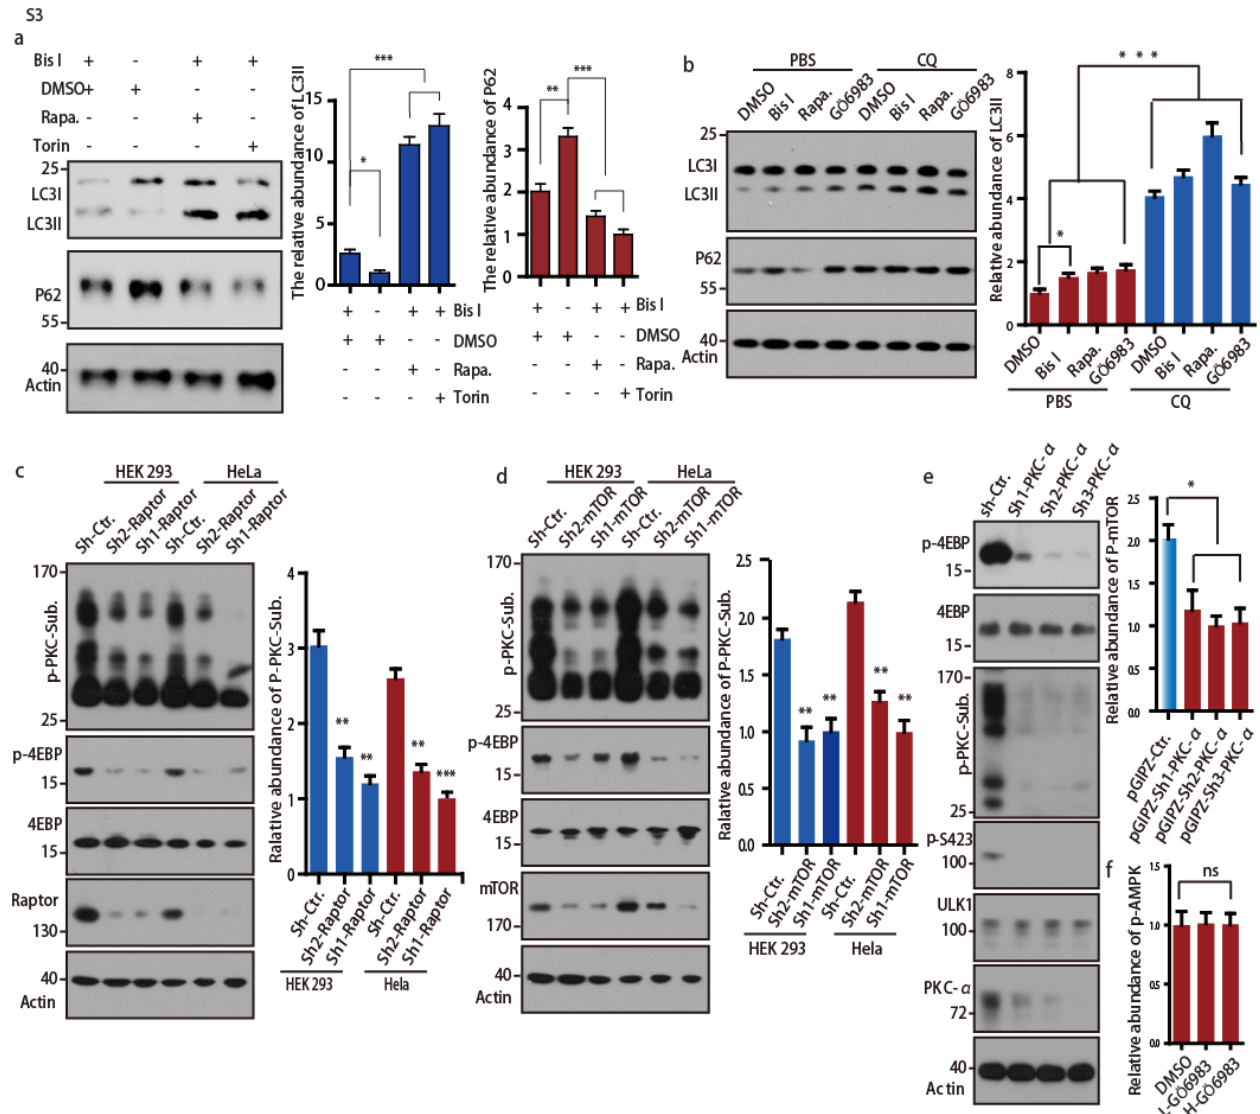 S3
a
Bis I + - + +
DMSO + + - -
Rapa. - - + -
Torin - - - +
25
LC3I
LC3II
P62
55
40
Actin
The relative abundance of LC3II
15
10
5
0
***
*
+ - + + Bis I
+ + - - DMSO
- - + - Rapa.
- - - + Torin
The relative abundance of P62
4
3
2
1
0
**
***
+ - + + Bis I
+ + - - DMSO
- - + - Rapa.
- - - + Torin
b
PBS CQ
DMSO Bis I Rapa. GÖ6983 DMSO Bis I Rapa. GÖ6983
25
LC3I
LC3II
P62
55
40
Actin
Relative abundance of LC3II
8
6
4
2
0
* * *
*
DMSO Bis I Rapa. GÖ6983 DMSO Bis I Rapa. GÖ6983
PBS CQ
c
HEK 293 HeLa
Sh-Ctr. Sh2-Raptor Sh1-Raptor Sh-Ctr. Sh2-Raptor Sh1-Raptor
170
p-PKC-Sub.
25
p-4EBP
15
4EBP
15
Raptor
130
40
Actin
Ralative abundance of P-PKC-Sub.
4
3
2
1
0
** ** ** ***
Sh-Ctr. Sh2-Raptor Sh1-Raptor Sh-Ctr. Sh2-Raptor Sh1-Raptor
HEK 293 Hela
d
HEK 293 HeLa
Sh-Ctr. Sh2-mTOR Sh1-mTOR Sh-Ctr. Sh2-mTOR Sh1-mTOR
170
p-PKC-Sub.
25
p-4EBP
15
4EBP
15
mTOR
170
40
Actin
Relative abundance of P-PKC-Sub.
2.5
2.0
1.5
1.0
0.5
0.0
** ** ** **
Sh-Ctr. Sh2-mTOR Sh1-mTOR Sh-Ctr. Sh2-mTOR Sh1-mTOR
HEK 293 Hela
e
sh-Ctr. Sh1-PKC-α Sh2-PKC-α Sh3-PKC-α
p-4EBP
15
4EBP
15
170
p-PKC-Sub.
25
p-S423
100
ULK1
100
PKC-α
72
40
Actin
Relative abundance of P-mTOR
2.5
2.0
1.5
1.0
0.5
0.0
*
pGIPZ-Ctr. pGIPZ-Sh1-PKC-α pGIPZ-Sh2-PKC-α pGIPZ-Sh3-PKC-α
f
Relative abundance of p-AMPK
1.5
1.0
0.5
0.0
ns
DMSO L-GÖ6983 H-GÖ6983